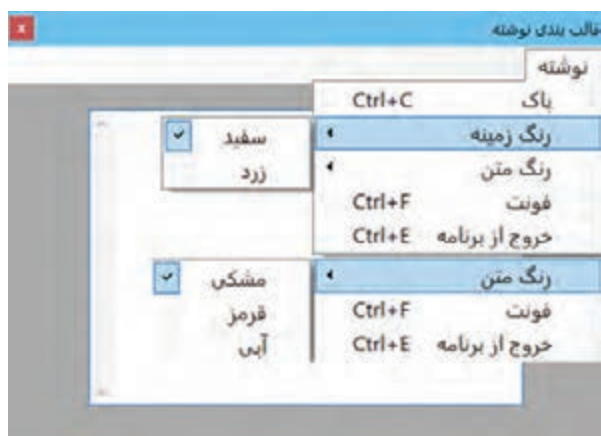 قالب بندی نوشته
نوشته
پاک Ctrl+C
رنگ زمینه
سفید
رنگ متن
زرد
فونت Ctrl+F
خروج از برنامه Ctrl+E
رنگ متن
مشکی
فونت Ctrl+F
قرمز
خروج از برنامه Ctrl+E
آبی